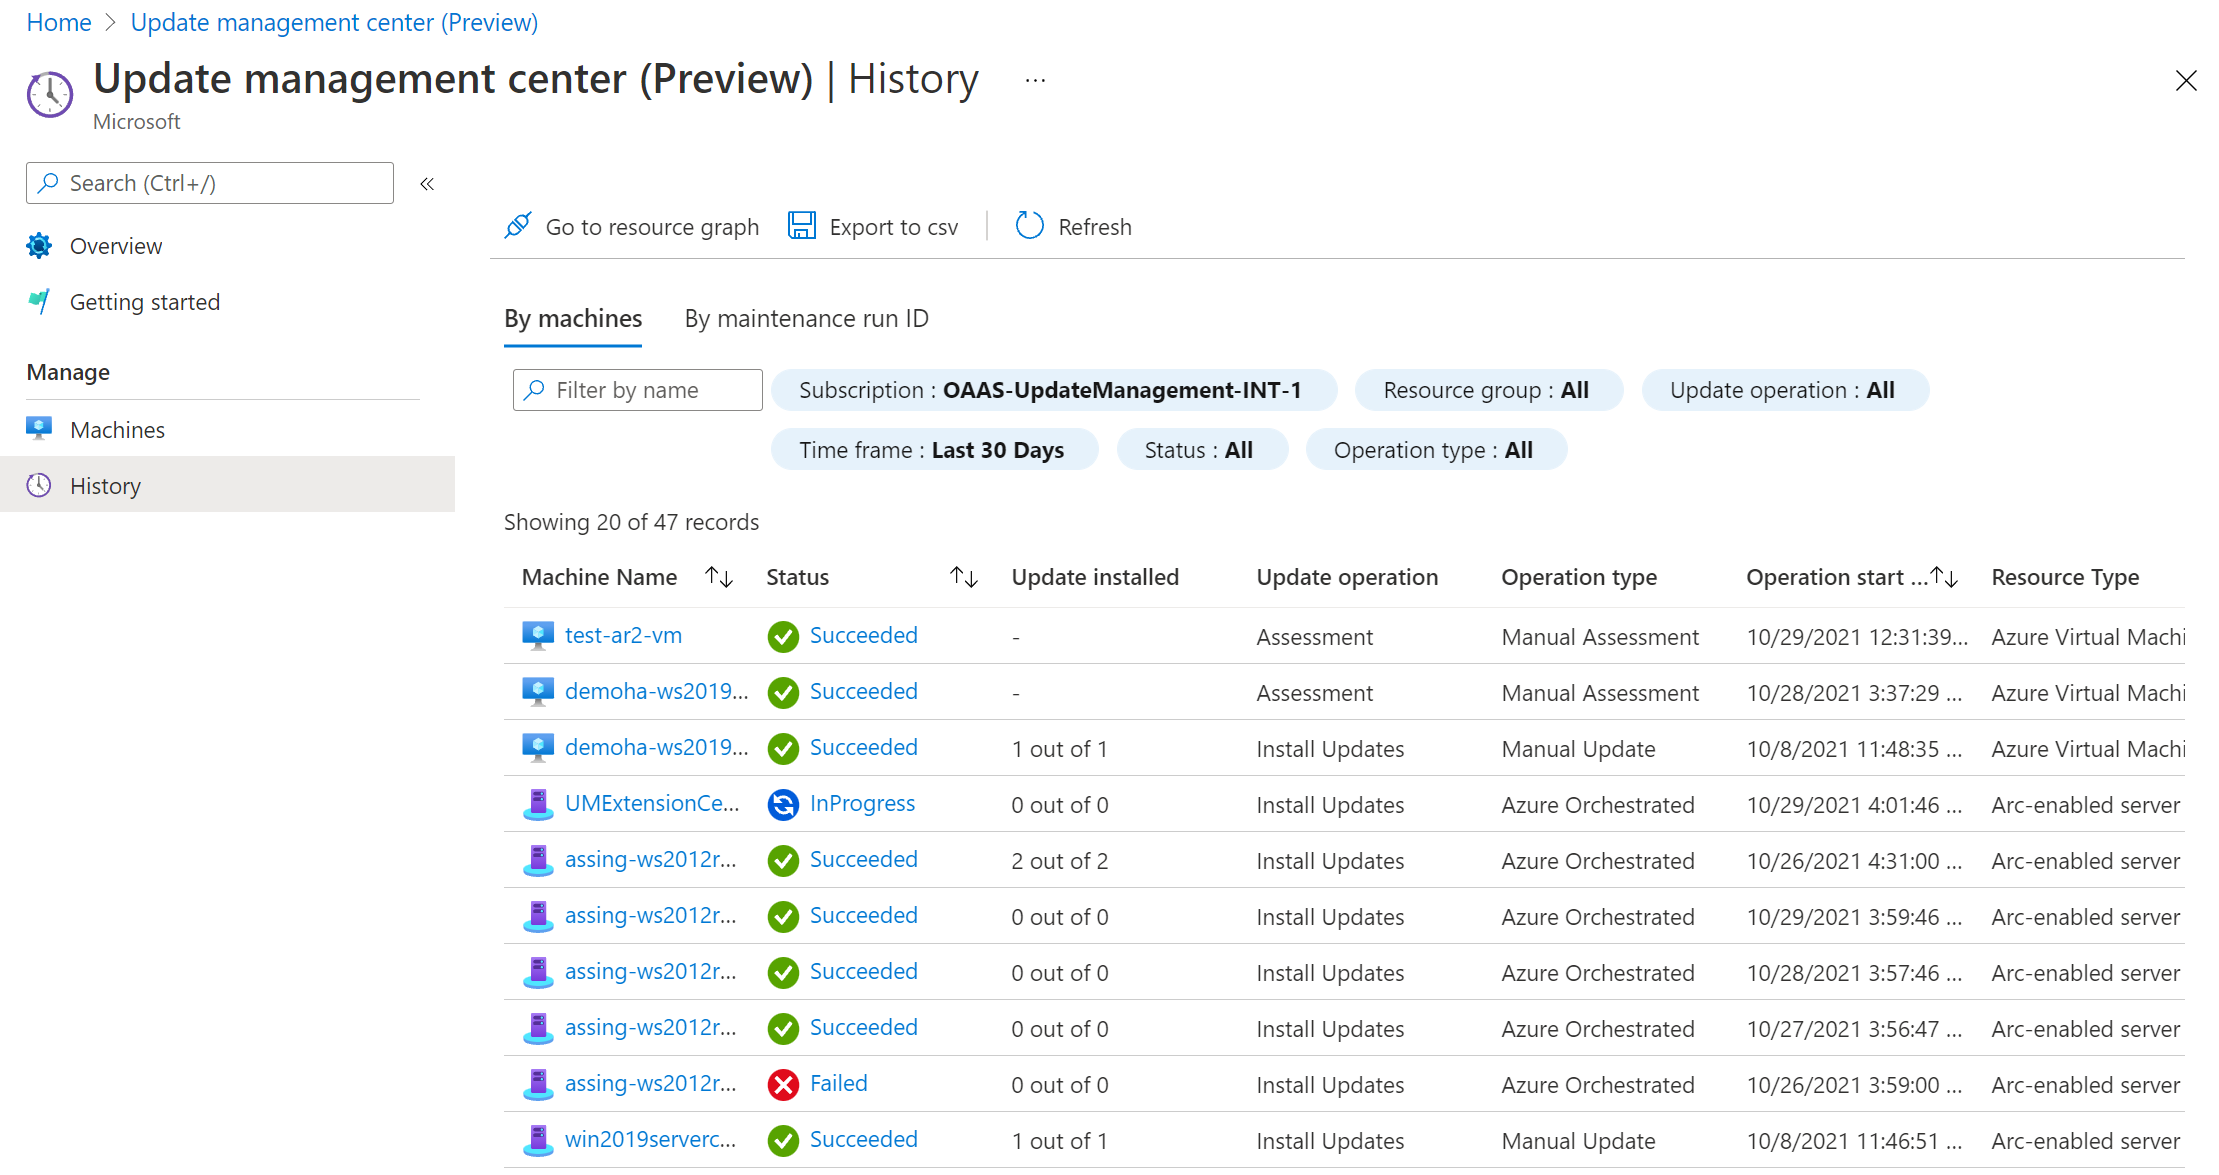 Home > Update management center (Preview)
Update management center (Preview) | History ...
Microsoft
Search (Ctrl+/) «
Overview
Getting started
Manage
Machines
History
Go to resource graph Export to csv Refresh
By machines By maintenance run ID
Filter by name Subscription : OAAS-UpdateManagement-INT-1 Resource group : All Update operation : All
Time frame : Last 30 Days Status : All Operation type : All
Showing 20 of 47 records
Machine Name ↑↓ Status ↑↓ Update installed Update operation Operation type Operation start ...↑↓ Resource Type
test-ar2-vm Succeeded - Assessment Manual Assessment 10/29/2021 12:31:39... Azure Virtual Machi
demoha-ws2019... Succeeded - Assessment Manual Assessment 10/28/2021 3:37:29 ... Azure Virtual Machi
demoha-ws2019... Succeeded 1 out of 1 Install Updates Manual Update 10/8/2021 11:48:35 ... Azure Virtual Machi
UMExtensionCe... InProgress 0 out of 0 Install Updates Azure Orchestrated 10/29/2021 4:01:46 ... Arc-enabled server
assing-ws2012r... Succeeded 2 out of 2 Install Updates Azure Orchestrated 10/26/2021 4:31:00 ... Arc-enabled server
assing-ws2012r... Succeeded 0 out of 0 Install Updates Azure Orchestrated 10/29/2021 3:59:46 ... Arc-enabled server
assing-ws2012r... Succeeded 0 out of 0 Install Updates Azure Orchestrated 10/28/2021 3:57:46 ... Arc-enabled server
assing-ws2012r... Succeeded 0 out of 0 Install Updates Azure Orchestrated 10/27/2021 3:56:47 ... Arc-enabled server
assing-ws2012r... Failed 0 out of 0 Install Updates Azure Orchestrated 10/26/2021 3:59:00 ... Arc-enabled server
win2019serverc... Succeeded 1 out of 1 Install Updates Manual Update 10/8/2021 11:46:51 ... Arc-enabled server